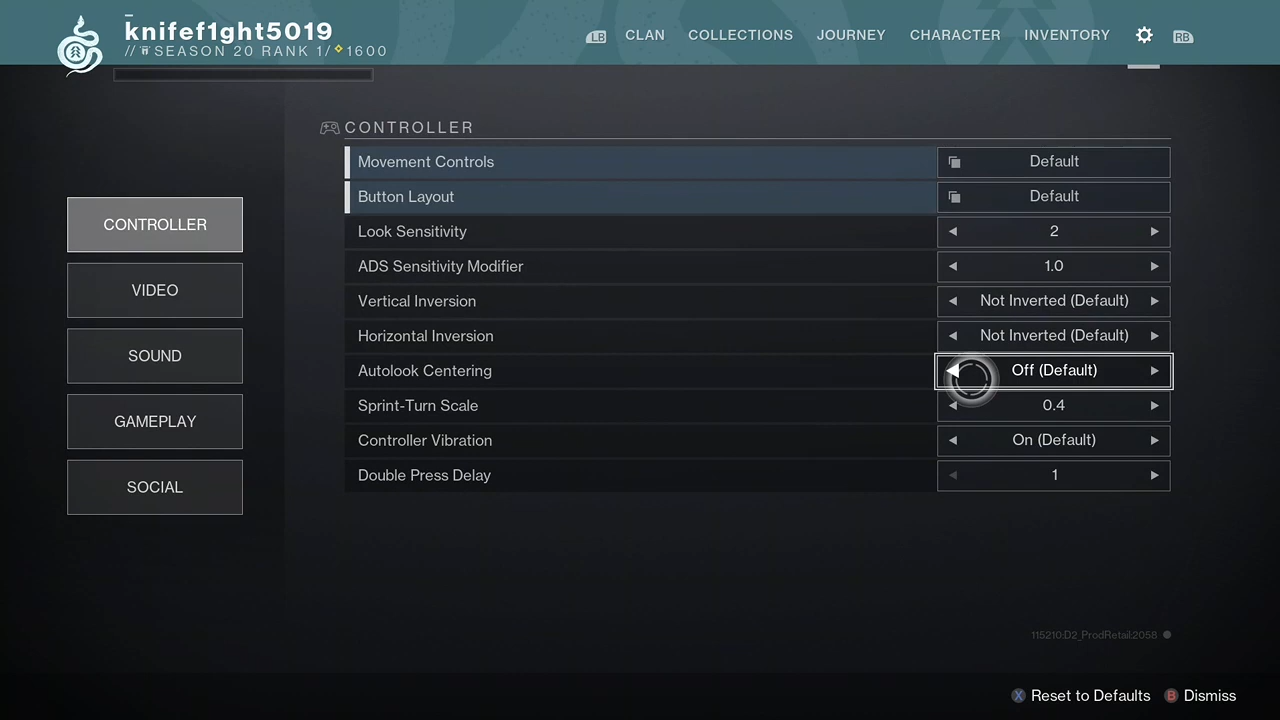 knifef1ght5019
// SEASON 20 RANK 1/ 1600
LB CLAN COLLECTIONS JOURNEY CHARACTER INVENTORY RB
CONTROLLER
Movement Controls Default
Button Layout Default
Look Sensitivity 2
ADS Sensitivity Modifier 1.0
Vertical Inversion Not Inverted (Default)
Horizontal Inversion Not Inverted (Default)
Autolook Centering Off (Default)
Sprint-Turn Scale 0.4
Controller Vibration On (Default)
Double Press Delay 1
CONTROLLER
VIDEO
SOUND
GAMEPLAY
SOCIAL
115210.D2_ProdRetail.2058
X Reset to Defaults B Dismiss